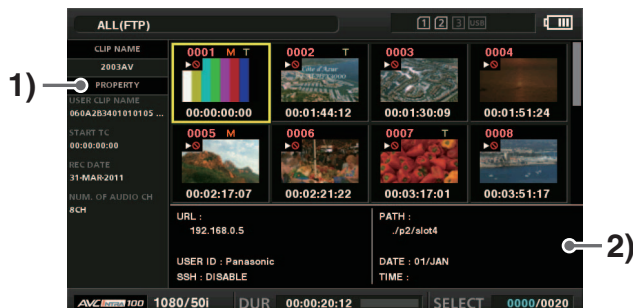 ALL(FTP)
1 2 3 USB
CLIP NAME
2003AV
1)
PROPERTY
USER CLIP NAME
060A2B3401010105 ...
START TC
00:00:00:00
REC DATE
31-MAR-2011
NUM. OF AUDIO CH
8CH
0001 M T
00:00:00:00
0002 T
Côte d'Azur
00:01:44:12
0003
00:01:30:09
0004
00:01:51:24
0005 M
00:02:17:07
0006
00:02:21:22
0007 T
00:03:17:01
0008
00:03:51:17
URL :
192.168.0.5
USER ID : Panasonic
SSH : DISABLE
PATH :
./p2/slot4
DATE : 01/JAN
TIME :
2)
AVC INTRA 100 1080/50i DUR 00:00:20:12 SELECT 0000/0020